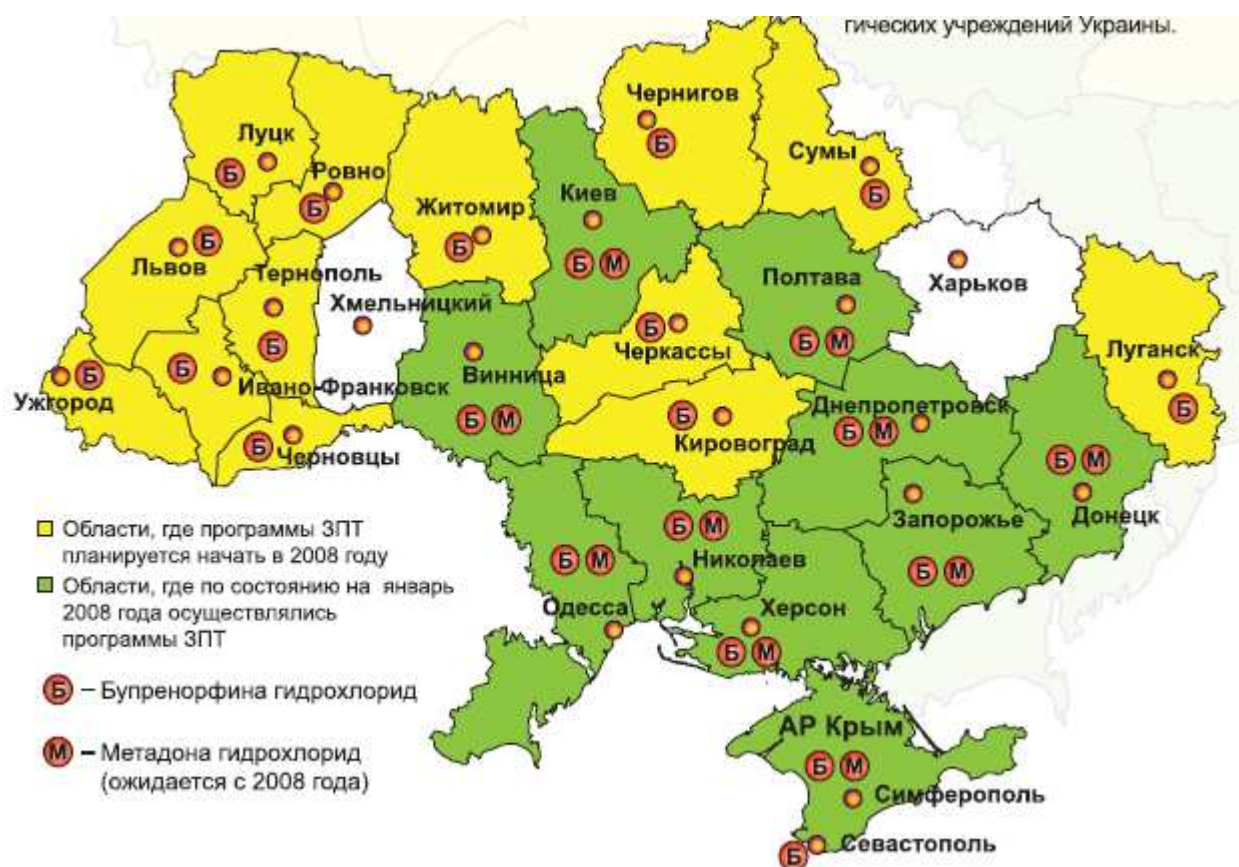 гических учреждений Украины.
Чернигов
Б
Луцк
Б
Сумы
Б
Ровно
Б
Киев
Б М
Житомир
Б
Львов
Б
Тернополь
Б
Полтава
Б М
Харьков
Хмельницкий
Черкассы
Б
Луганск
Б
Винница
Б М
Ивано-Франковск
Б
Ужгород
Б
Днепропетровск
Б М
Кировоград
Б
Черновцы
Б
Донецк
Б М
Запорожье
Б М
Николаев
Б М
Одесса
Б М
Херсон
Б М
АР Крым
Б М
Симферополь
Севастополь
Б
Области, где программы ЗПТ
планируется начать в 2008 году
Области, где по состоянию на январь
2008 года осуществлялись
программы ЗПТ
Б – Бупренорфина гидрохлорид
М – Метадона гидрохлорид
(ожидается с 2008 года)